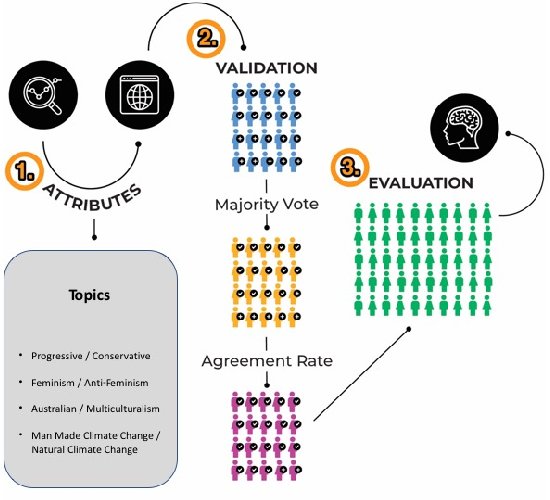 1.
ATTRIBUTES
Topics
• Progressive / Conservative
• Feminism / Anti-Feminism
• Australian / Multiculturalism
• Man Made Climate Change /
Natural Climate Change
2.
VALIDATION
Majority Vote
Agreement Rate
3.
EVALUATION